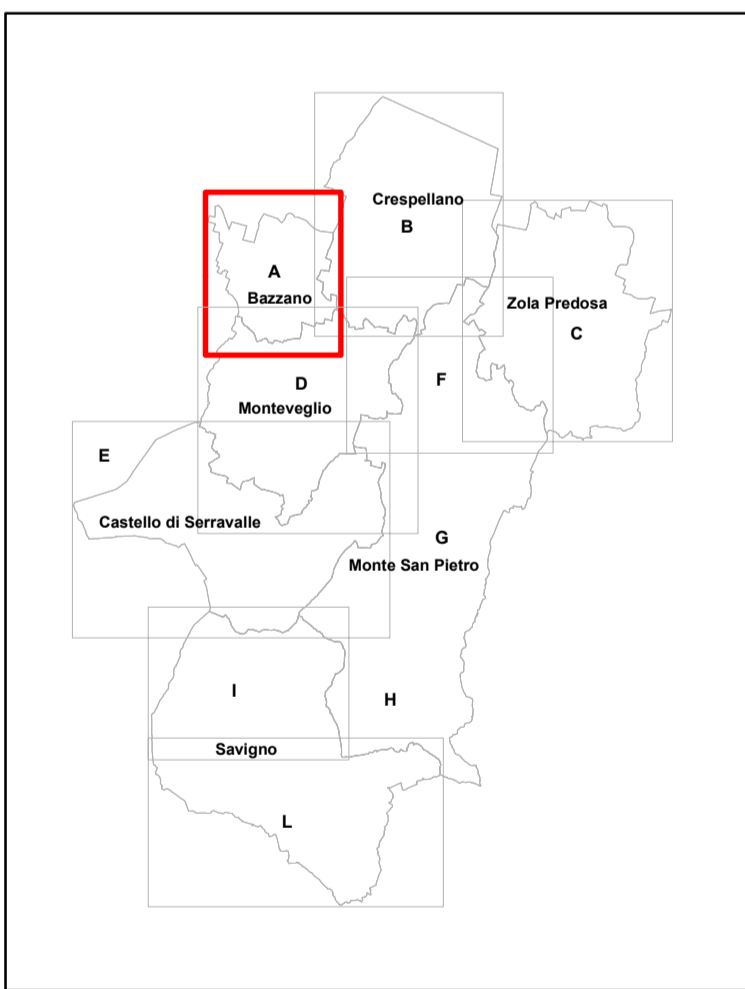 Crespellano
B
A
Bazzano
Zola Predosa
C
D
Monteveglio
F
E
Castello di Serravalle
G
Monte San Pietro
I
H
Savigno
L